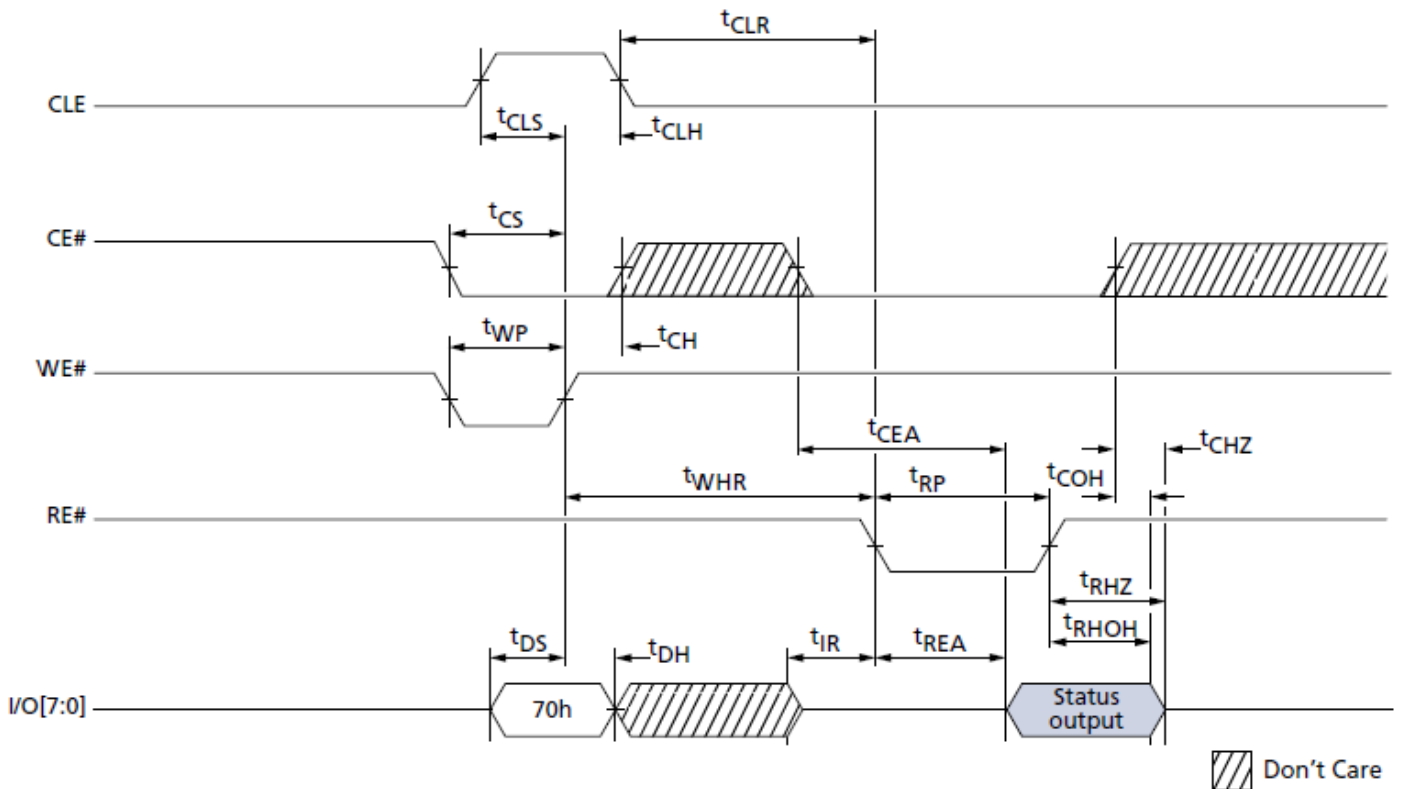 tCLR
CLE
tCLS
tCLH
tCS
CE#
tWP
tCH
WE#
tCEA
tCHZ
tWHR
tRP
tCOH
RE#
tRHZ
tDS
tDH
tIR
tREA
tRHOH
I/O[7:0]
70h
Status
output
Don't Care